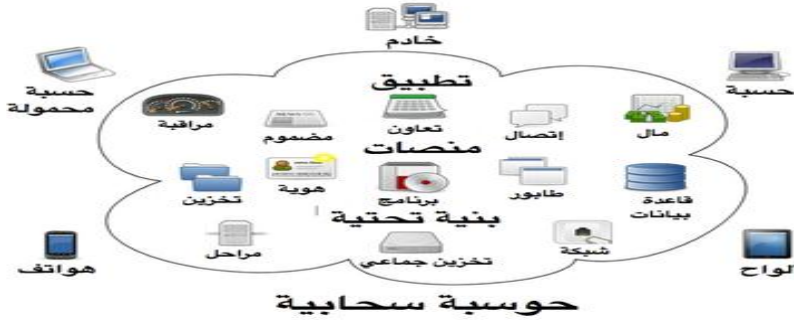 خادم
حسبة محمولة
تطبيق
حسبة
مراقبة
مضموم
تعاون
إتصال
مال
منصات
تخزين
هوية
برنامج
طابور
قاعدة بيانات
بنية تحتية
هواتف
مراحل
تخزين جماعي
شبكة
لواح
حوسبة سحابية